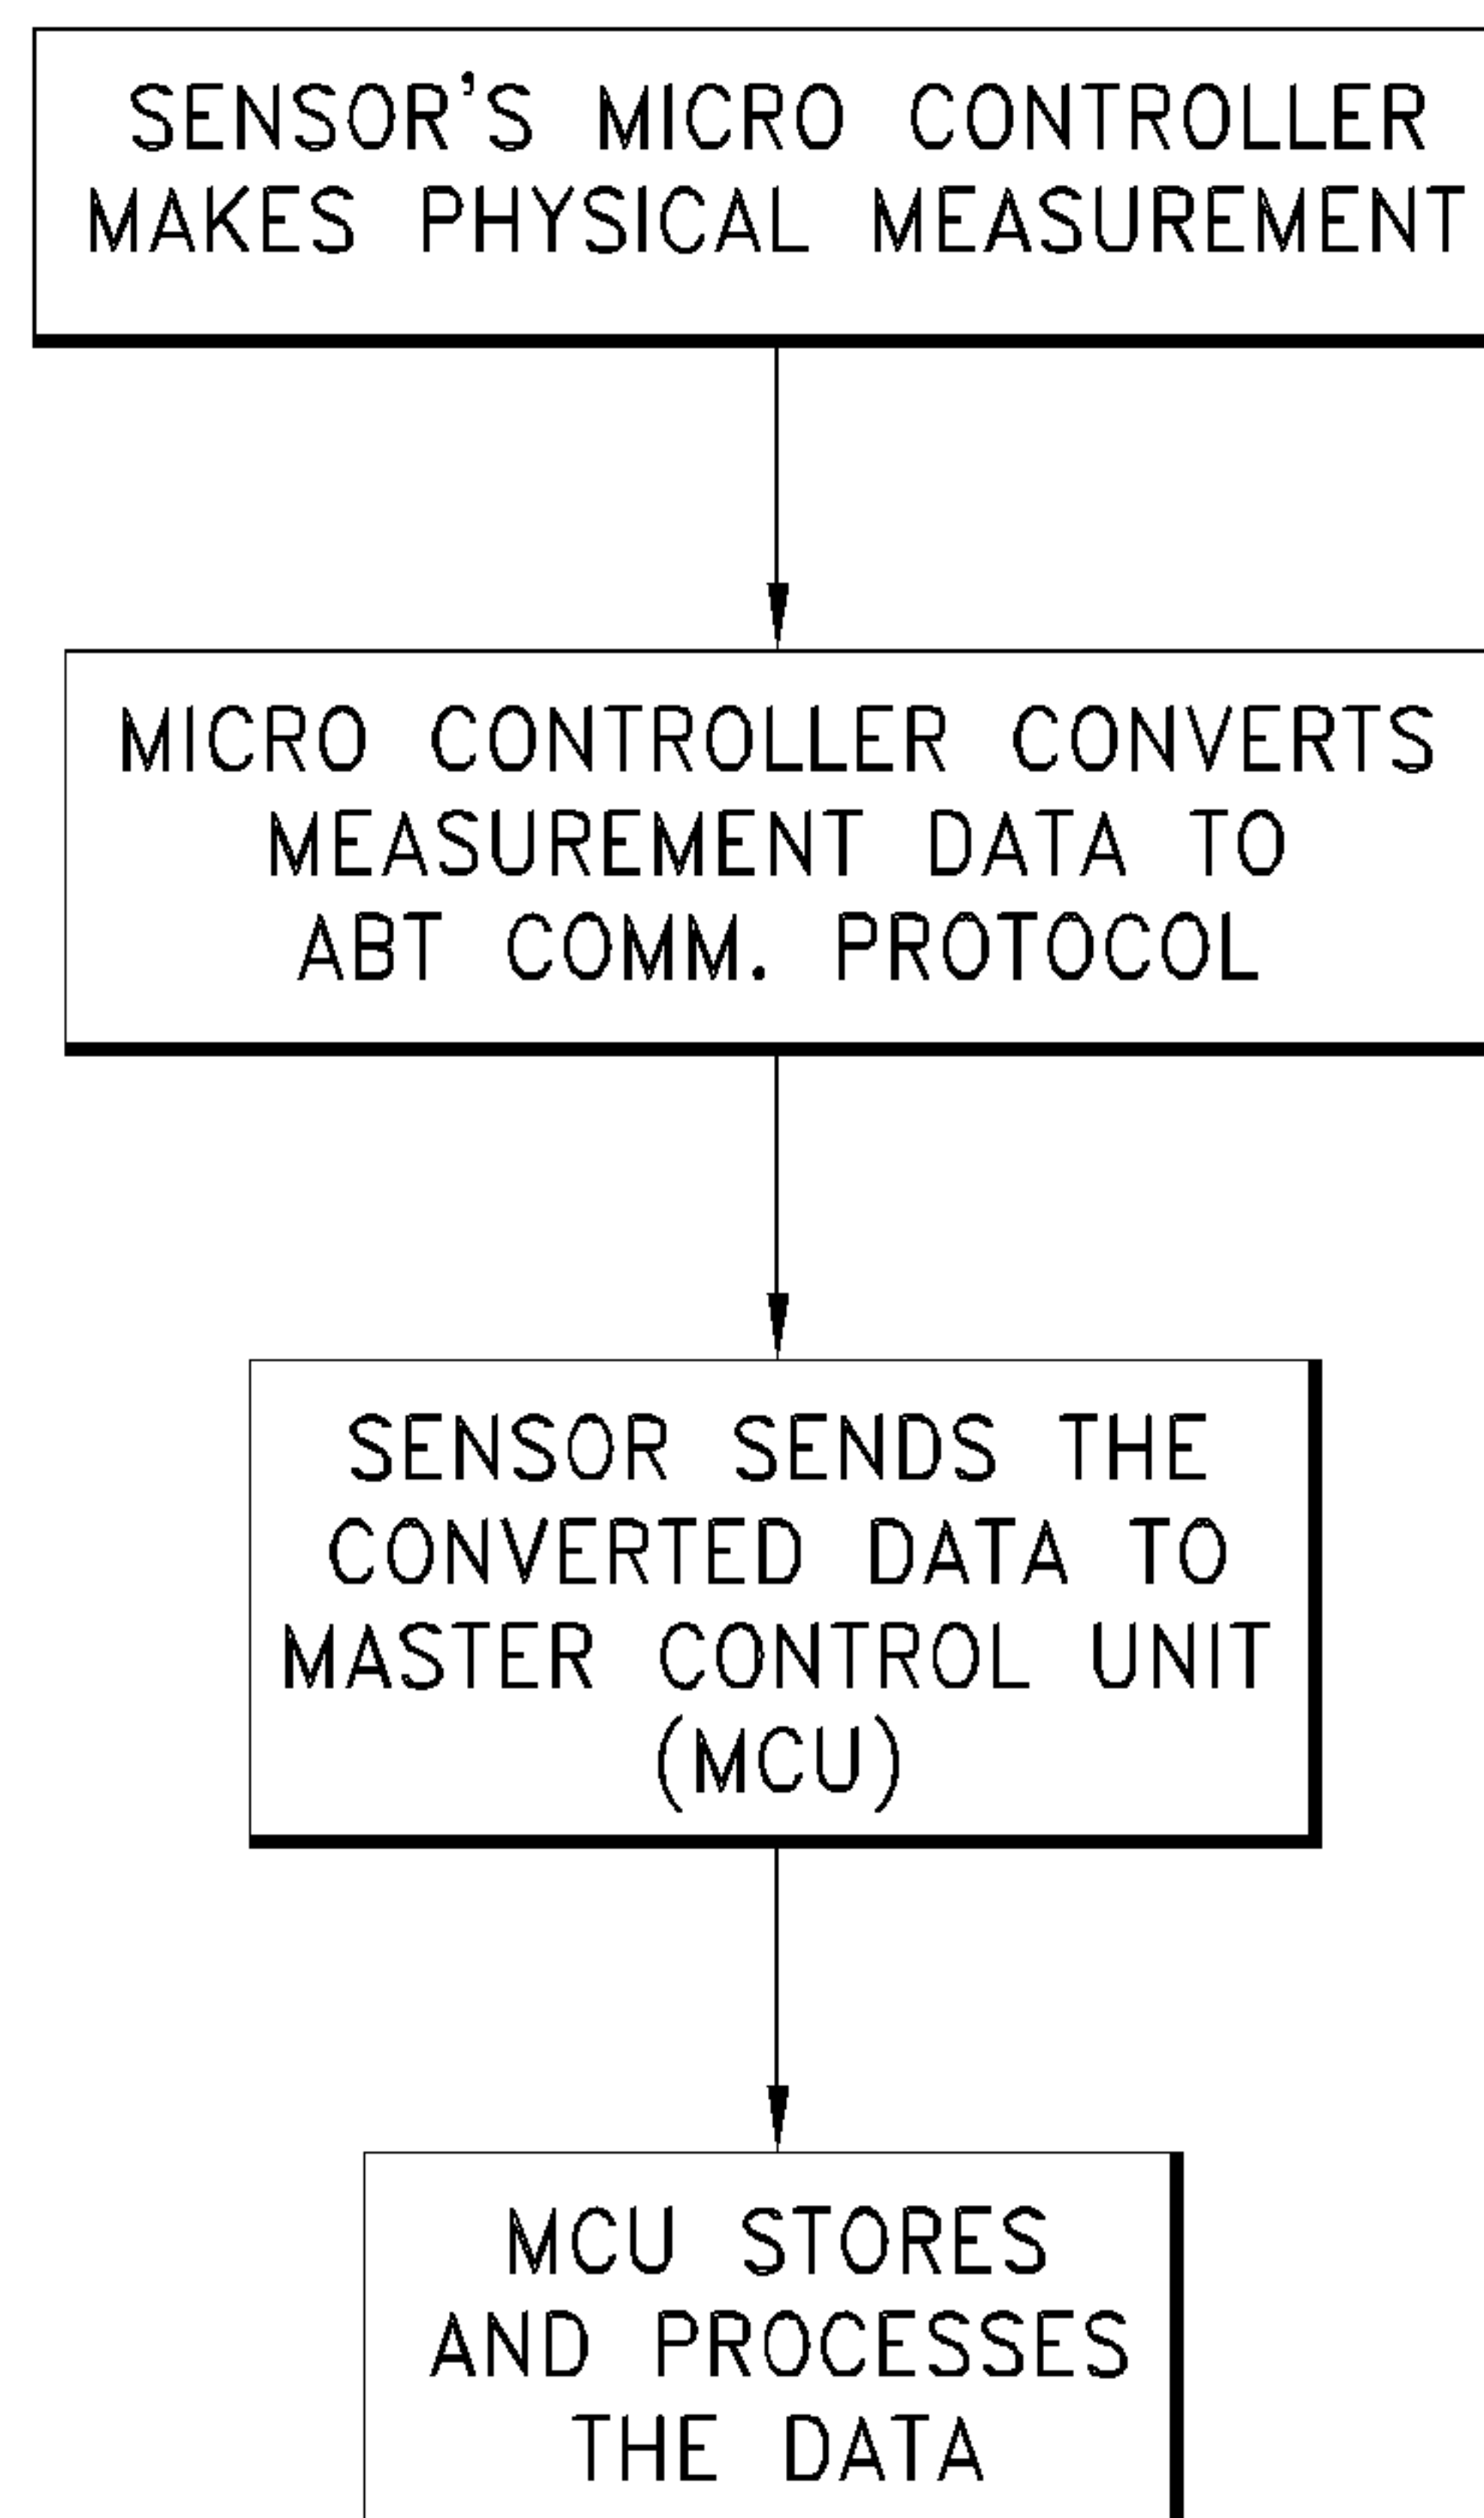 SENSOR'S MICRO CONTROLLER
MAKES PHYSICAL MEASUREMENT
MICRO CONTROLLER CONVERTS
MEASUREMENT DATA TO
ABT COMM. PROTOCOL
SENSOR SENDS THE
CONVERTED DATA TO
MASTER CONTROL UNIT
(MCU)
MCU STORES
AND PROCESSES
THE DATA